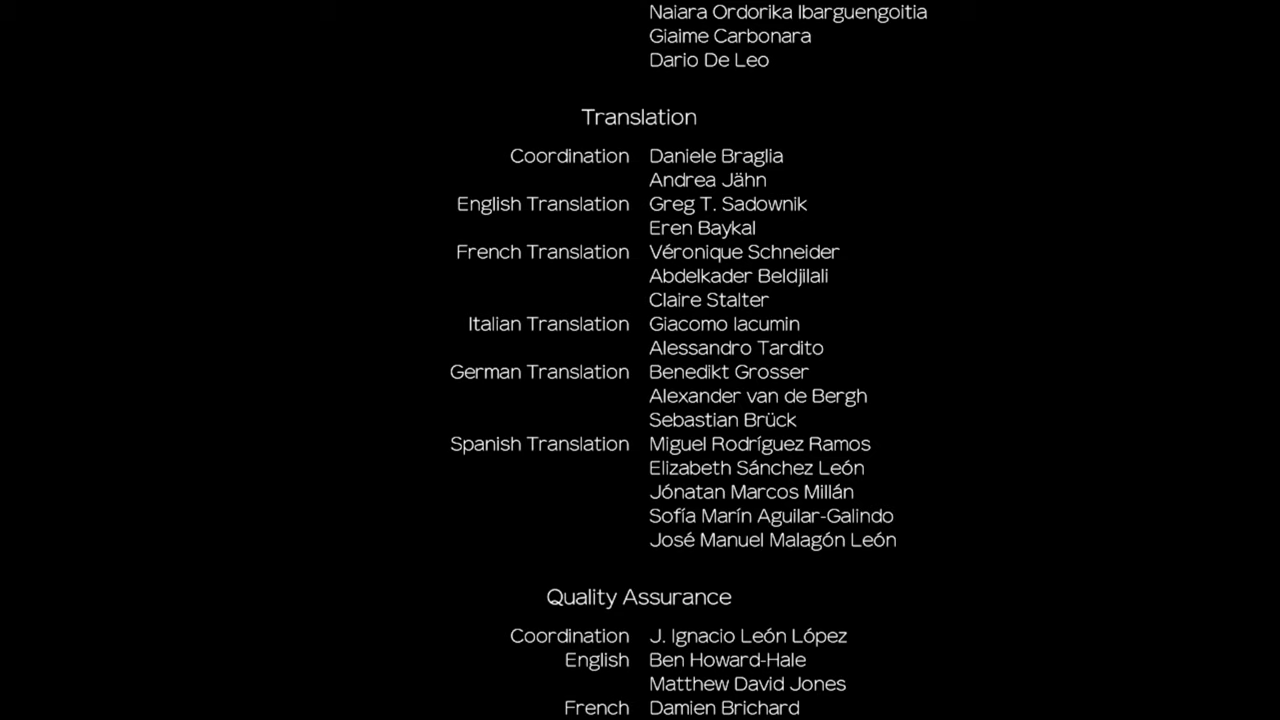 Naiara Ordorika Ibarguengoitia
Giaime Carbonara
Dario De Leo
Translation
Coordination Daniele Braglia
Andrea Jähn
English Translation Greg T. Sadownik
Eren Baykal
French Translation Véronique Schneider
Abdelkader Beldjilali
Claire Stalter
Italian Translation Giacomo Iacumin
Alessandro Tardito
German Translation Benedikt Grosser
Alexander van de Bergh
Sebastian Brück
Spanish Translation Miguel Rodríguez Ramos
Elizabeth Sánchez León
Jónatan Marcos Millán
Sofía Marín Aguilar-Galindo
José Manuel Malagón León
Quality Assurance
Coordination J. Ignacio León López
English Ben Howard-Hale
Matthew David Jones
French Damien Brichard